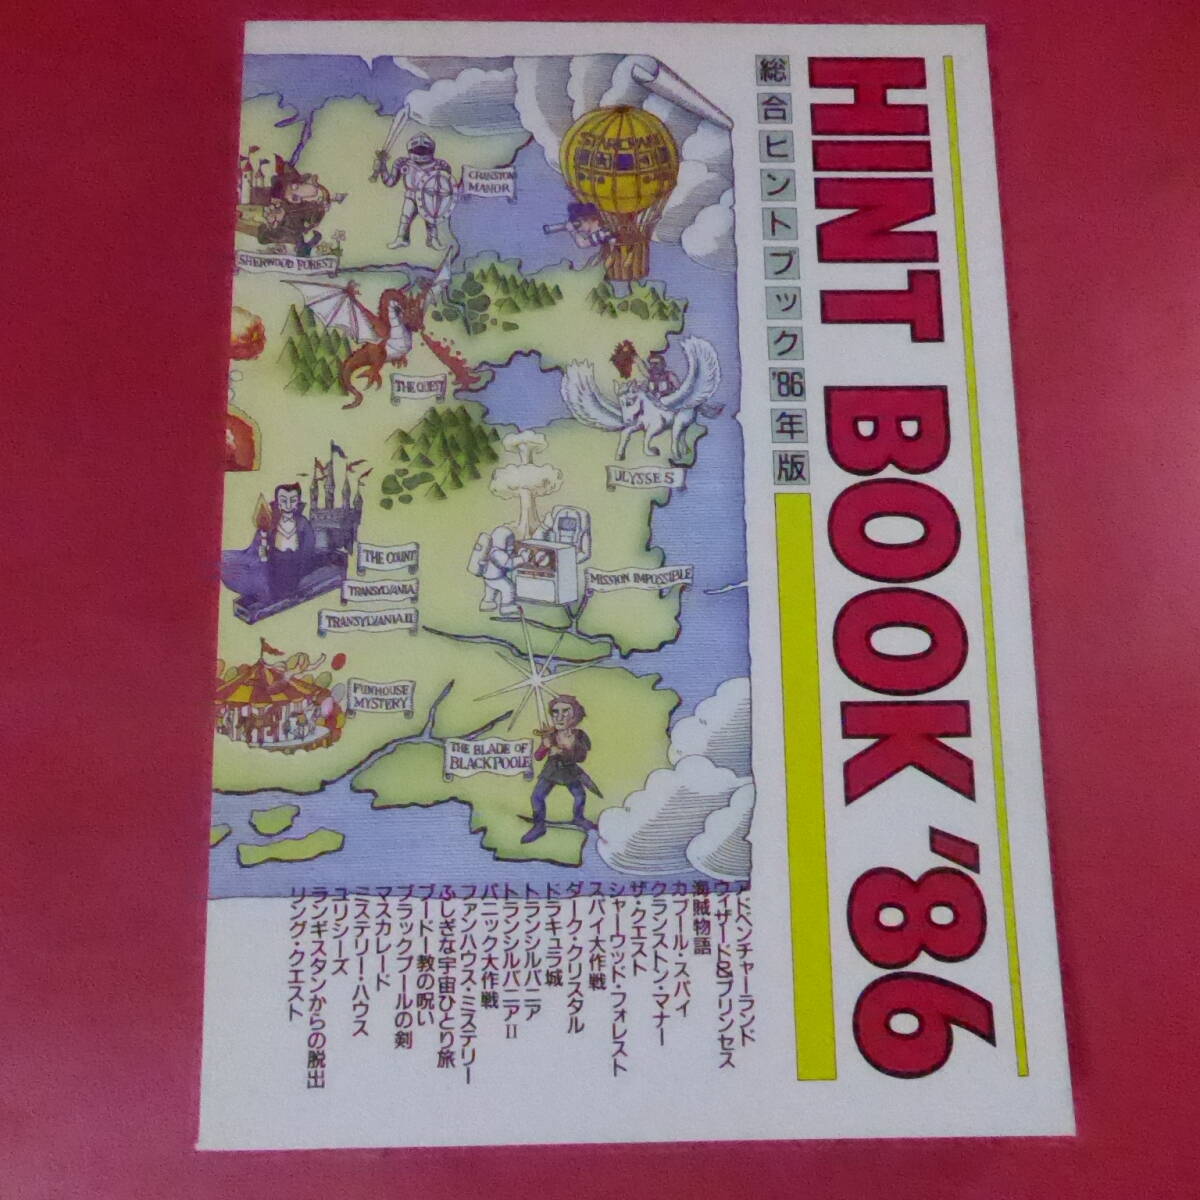 HINT BOOK '86
総合ヒントブック'86年版
STARCRAFT
CRANSTON MANOR
SHERWOOD FOREST
THE QUEST
ULYSSES
THE COUNT
TRANSYLVANIA
TRANSYLVANIA II
MISSION IMPOSSIBLE
FUNHOUSE MYSTERY
THE BLADE OF BLACKPOOLE
アドベンチャーランド
ウィザード&プリンセス
海賊物語
カブール・スパイ
クランストン・マナー
ザ・クエスト
シャーウッド・フォレスト
スパイ大作戦
ダーク・クリスタル
ドラキュラ城
トランシルバニア
トランシルバニアII
パニック大作戦
ファンハウス・ミステリー
ふしぎな宇宙ひとり旅
ブードー教の呪い
ブラックプールの剣
マスカレード
ミステリー・ハウス
ユリシーズ
ランギスタンからの脱出
リング・クエスト